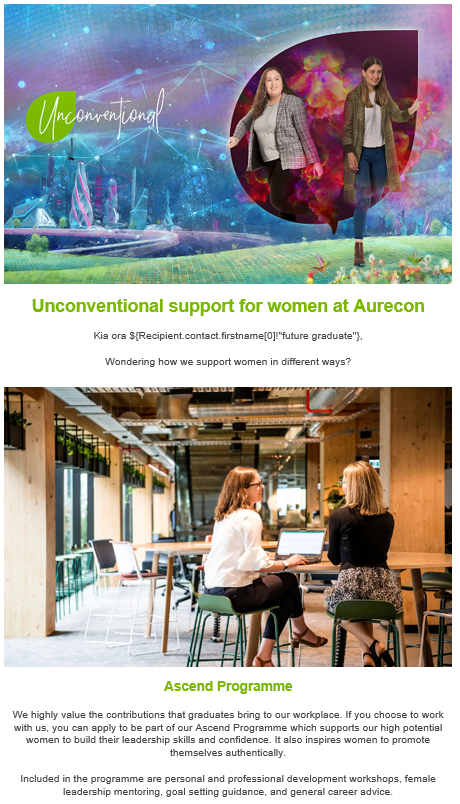 Unconventional
Unconventional support for women at Aurecon
Kia ora ${Recipient.contact.firstname[0]!"future graduate"},
Wondering how we support women in different ways?
Ascend Programme
We highly value the contributions that graduates bring to our workplace. If you choose to work
with us, you can apply to be part of our Ascend Programme which supports our high potential
women to build their leadership skills and confidence. It also inspires women to promote
themselves authentically.
Included in the programme are personal and professional development workshops, female
leadership mentoring, goal setting guidance, and general career advice.